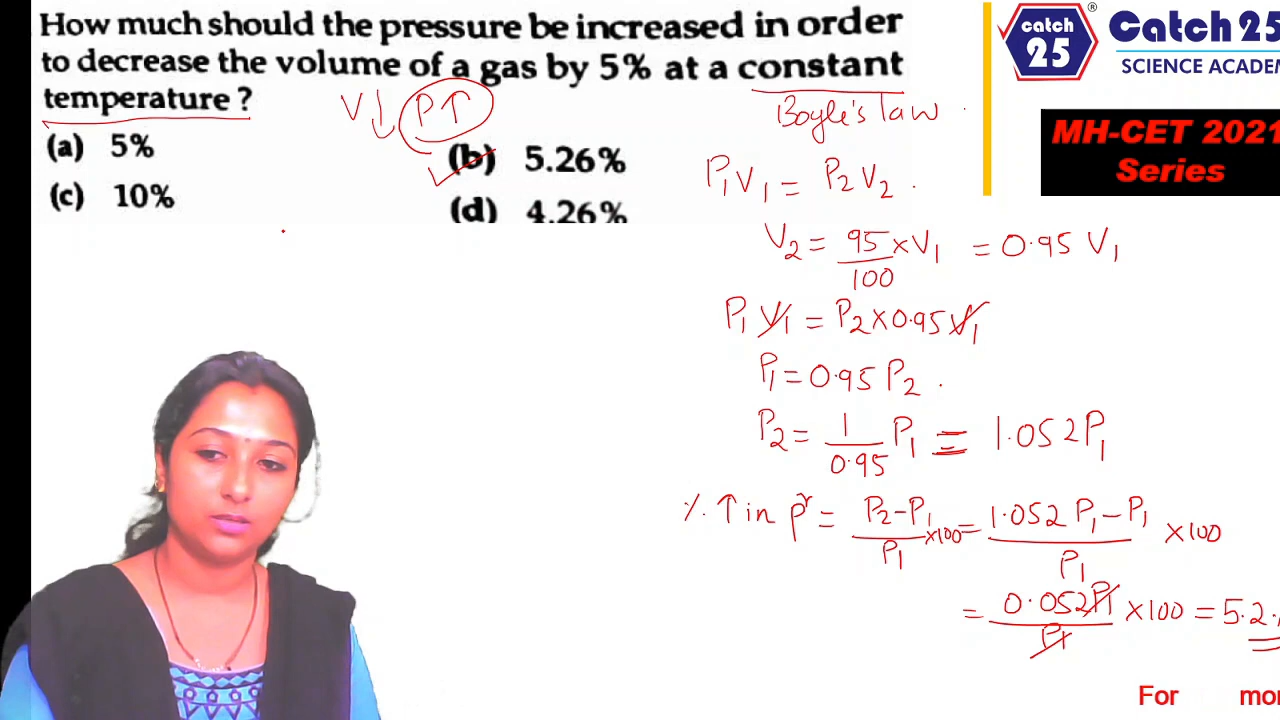 How much should the pressure be increased in order
to decrease the volume of a gas by 5% at a constant
temperature ?
V↓ P↑
(a) 5%
(b) 5.26%
(c) 10%
(d) 4.26%
catch
25
®
Catch 25
SCIENCE ACADEM
MH-CET 2021
Series
Boyle's law
P₁V₁ = P₂V₂
V₂ = 95/100 × V₁ = 0.95 V₁
P₁V₁ = P₂ × 0.95 V₁
P₁ = 0.95 P₂
P₂ = 1/0.95 P₁ = 1.052 P₁
% ↑ in pʳ = P₂ – P₁/P₁ × 100 = 1.052 P₁ – P₁/P₁ × 100
= 0.052 P₁/P₁ × 100 = 5.2
For mor